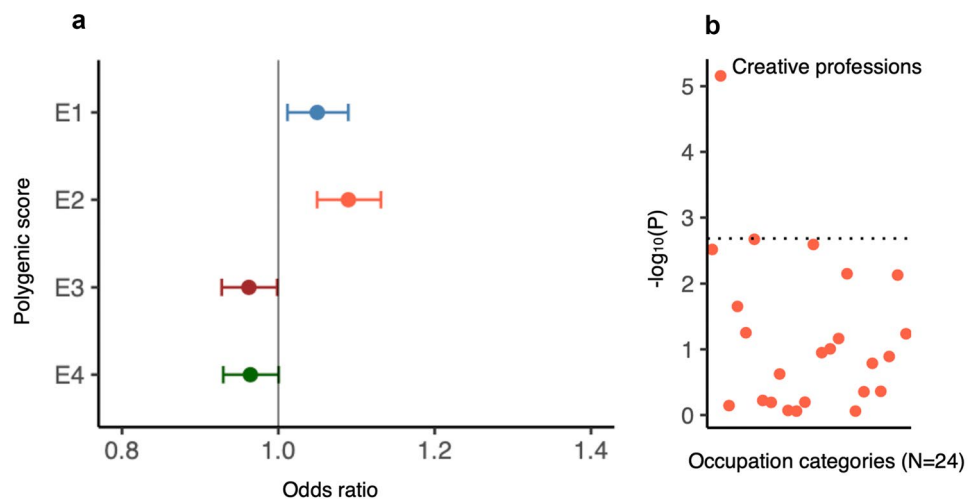 a
Polygenic score
E1
E2
E3
E4
0.8 1.0 1.2 1.4
Odds ratio
b
Creative professions
-log₁₀(P)
5
4
3
2
1
0
Occupation categories (N=24)